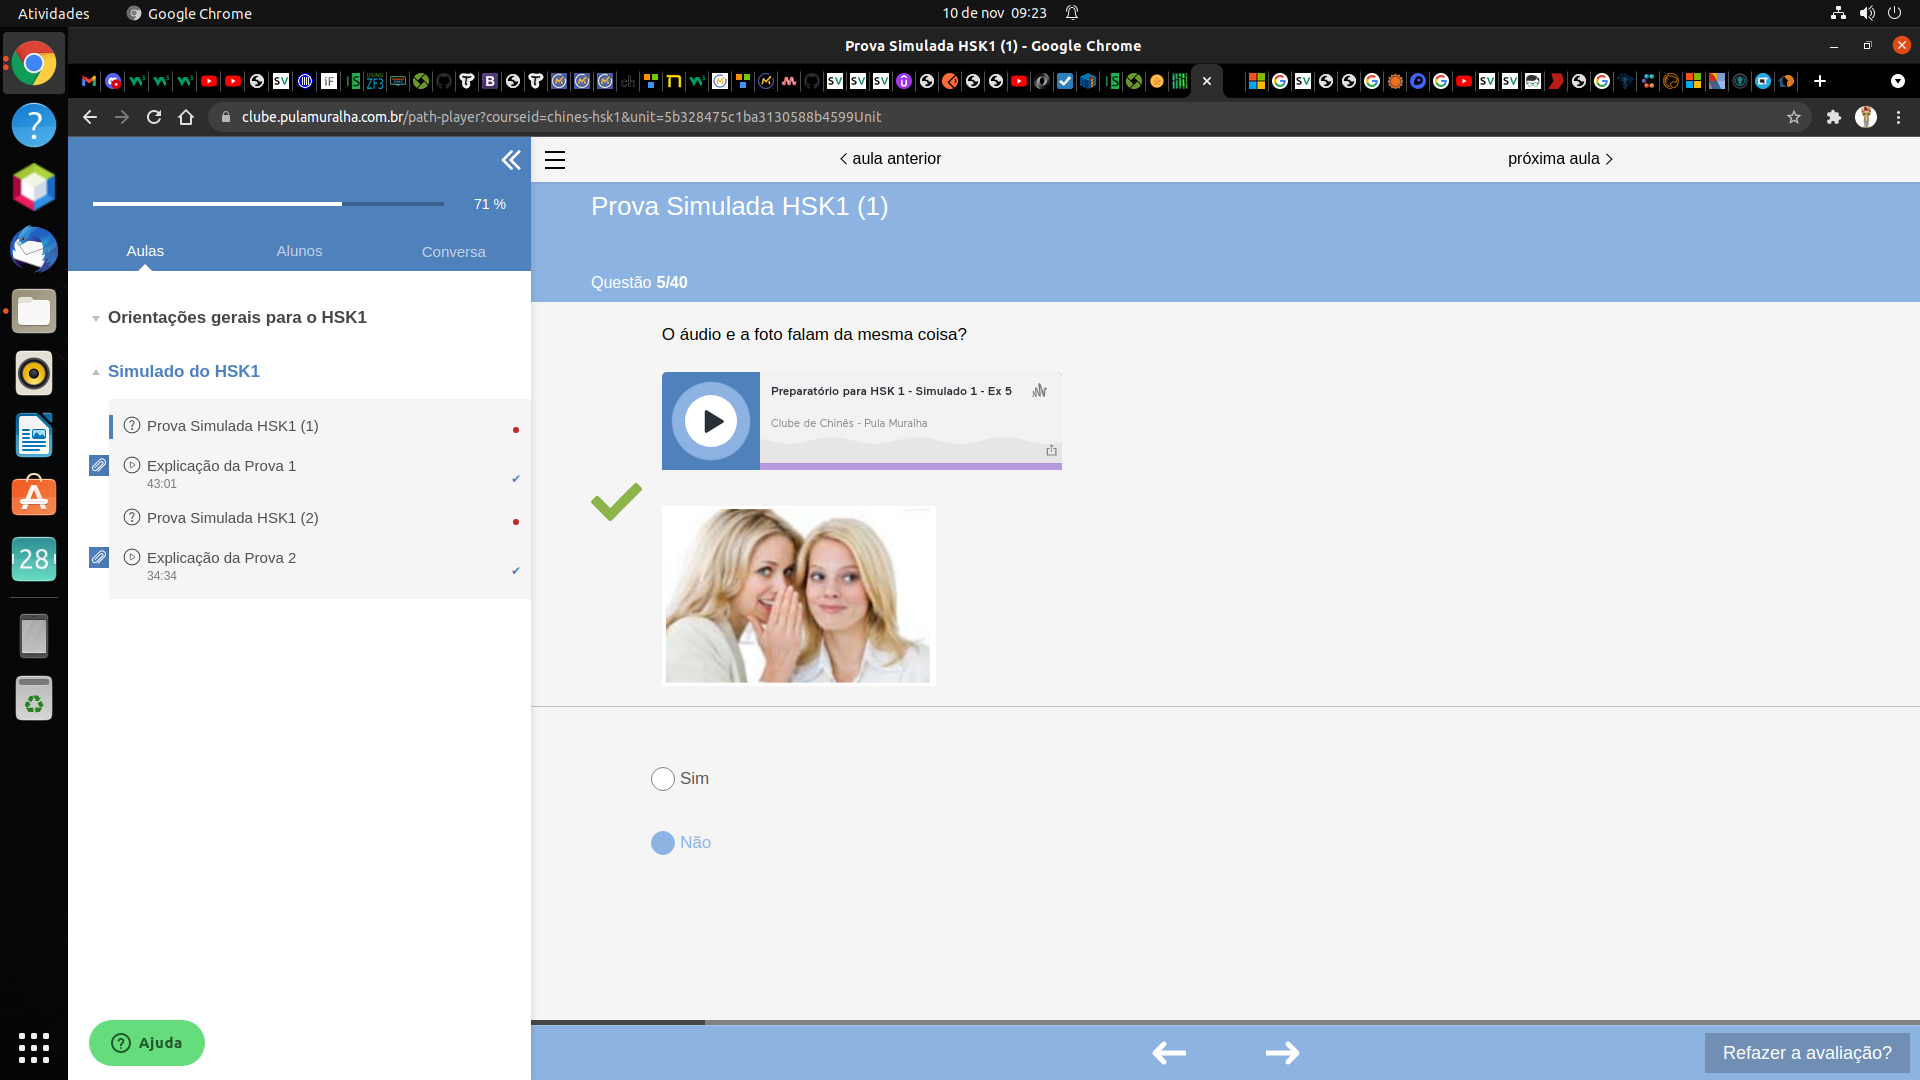 Atividades
Google Chrome
10 de nov 09:23
Prova Simulada HSK1 (1) - Google Chrome
clube.pulamuralha.com.br/path-player?courseid=chines-hsk1&unit=5b328475c1ba3130588b4599Unit
aula anterior
próxima aula
71 %
Aulas
Alunos
Conversa
Orientações gerais para o HSK1
Simulado do HSK1
Prova Simulada HSK1 (1)
Explicação da Prova 1
43:01
Prova Simulada HSK1 (2)
Explicação da Prova 2
34:34
Ajuda
28
Prova Simulada HSK1 (1)
Questão 5/40
O áudio e a foto falam da mesma coisa?
Preparatório para HSK 1 - Simulado 1 - Ex 5
Clube de Chinês - Pula Muralha
Sim
Não
Refazer a avaliação?